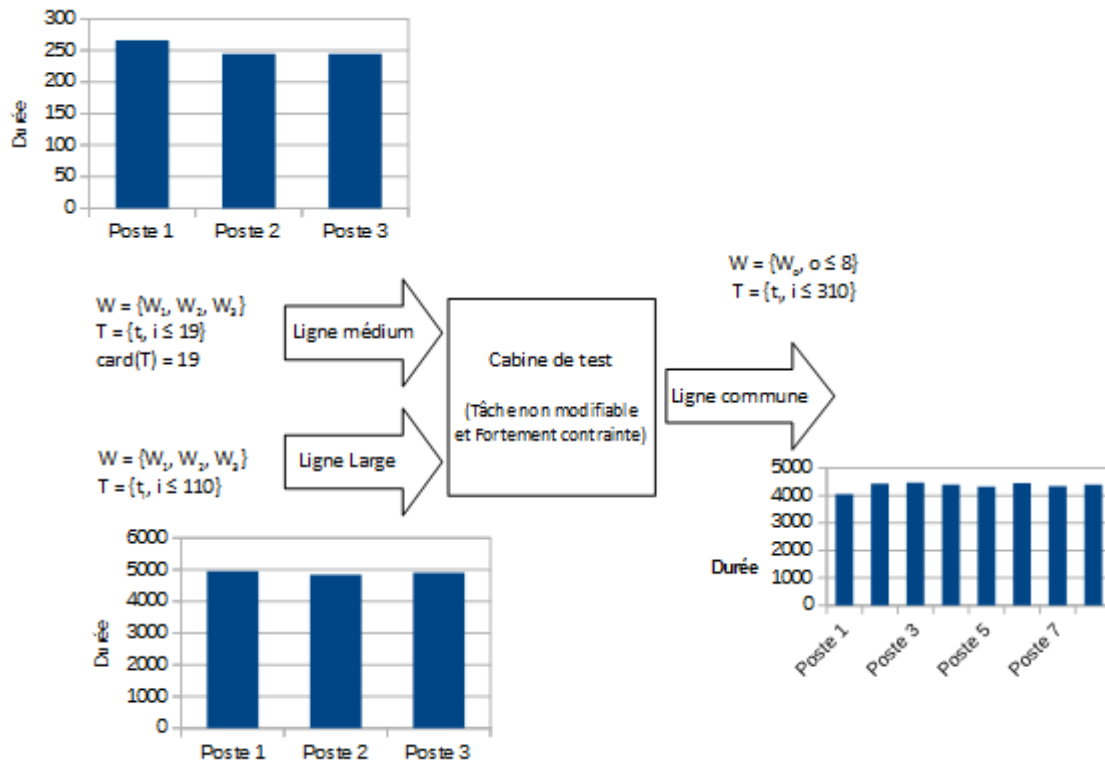 300
250
200
150
100
50
0
Durée
Poste 1 Poste 2 Poste 3
W = {W₁, W₂, W₃}
T = {t, i ≤ 19}
card(T) = 19
Ligne médium
W = {W₁, W₂, W₃}
T = {tᵢ, i ≤ 110}
Ligne Large
Cabine de test
(Tâche non modifiable
et Fortement contrainte)
W = {Wₒ, o ≤ 8}
T = {tᵢ, i ≤ 310}
Ligne commune
6000
5000
4000
3000
2000
1000
0
Durée
Poste 1 Poste 2 Poste 3
5000
4000
3000
2000
1000
0
Durée
Poste 1 Poste 3 Poste 5 Poste 7